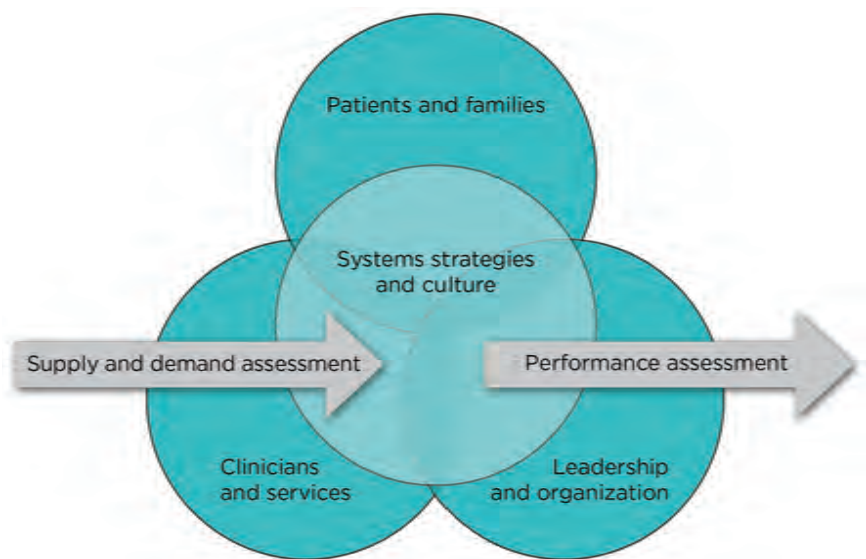 Patients and families
Systems strategies
and culture
Supply and demand assessment
Performance assessment
Clinicians
and services
Leadership
and organization